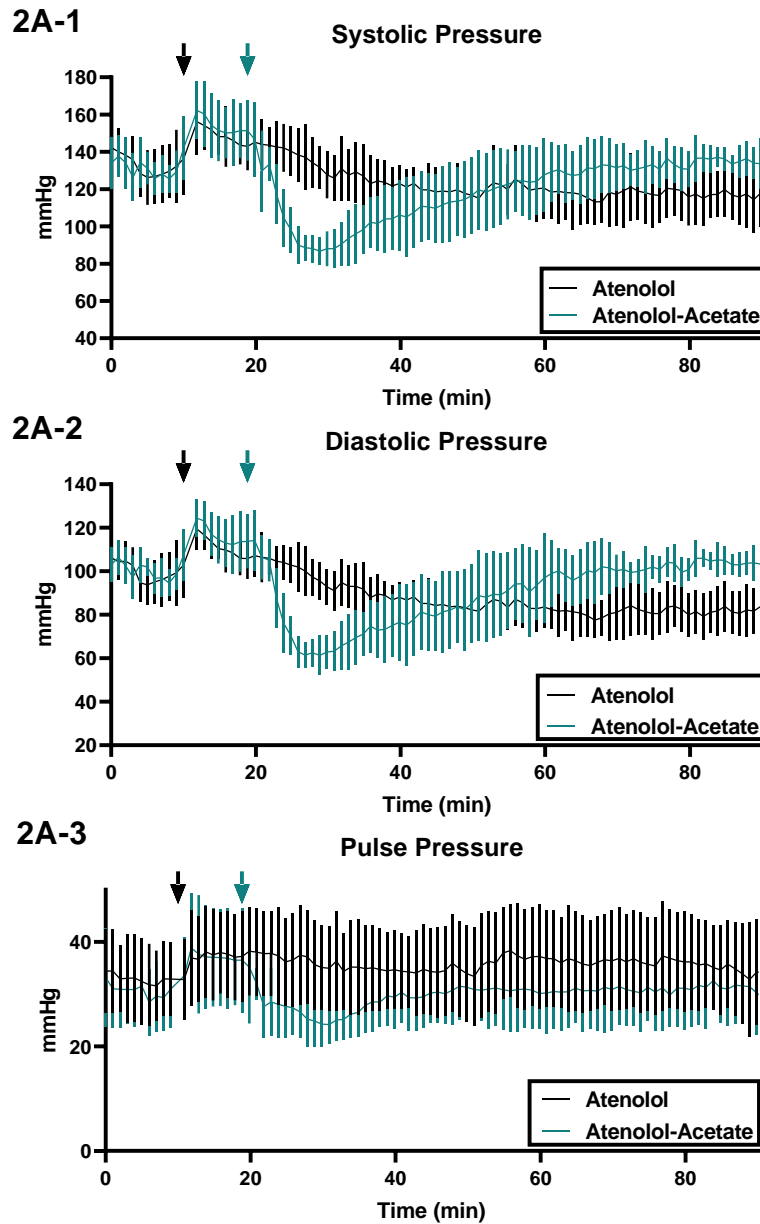 2A-1
Systolic Pressure
180
160
140
120
100
80
60
40
mmHg
0 20 40 60 80
Time (min)
Atenolol
Atenolol-Acetate
2A-2
Diastolic Pressure
140
120
100
80
60
40
20
mmHg
0 20 40 60 80
Time (min)
Atenolol
Atenolol-Acetate
2A-3
Pulse Pressure
40
20
0
mmHg
0 20 40 60 80
Time (min)
Atenolol
Atenolol-Acetate